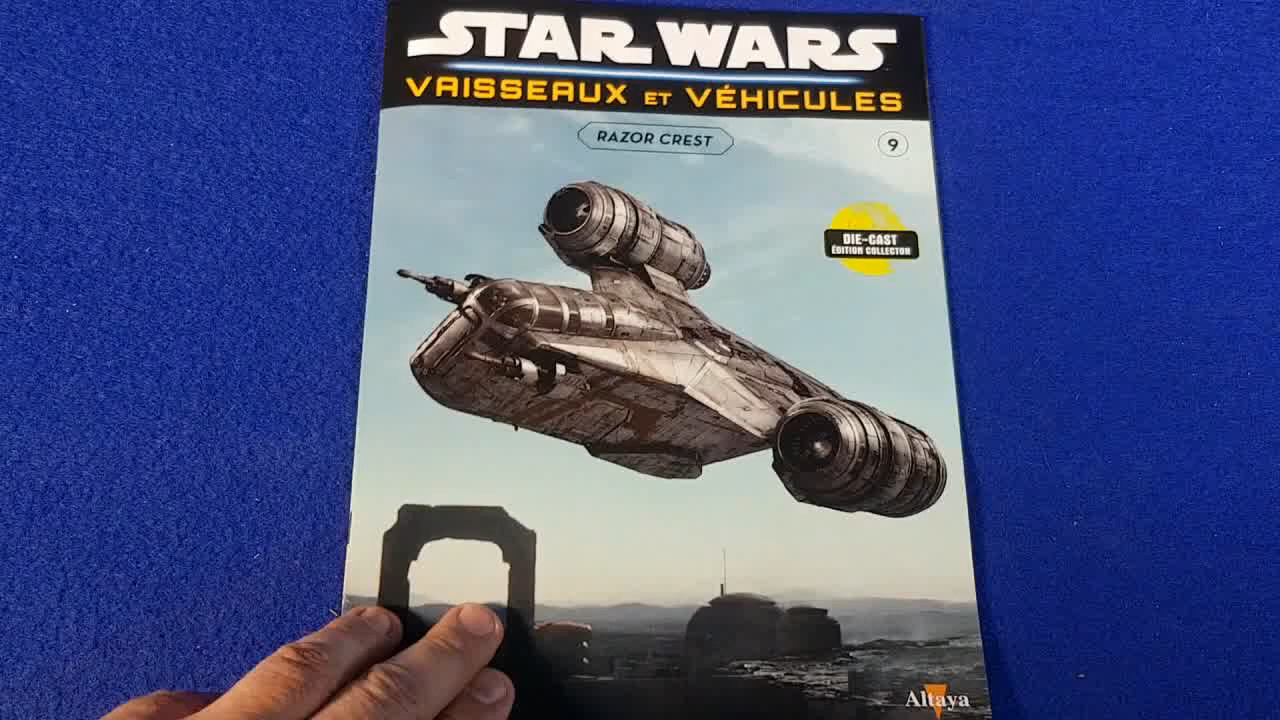 STAR WARS
VAISSEAUX ET VÉHICULES
RAZOR CREST
9
DIE-CAST
ÉDITION COLLECTOR
Altaya